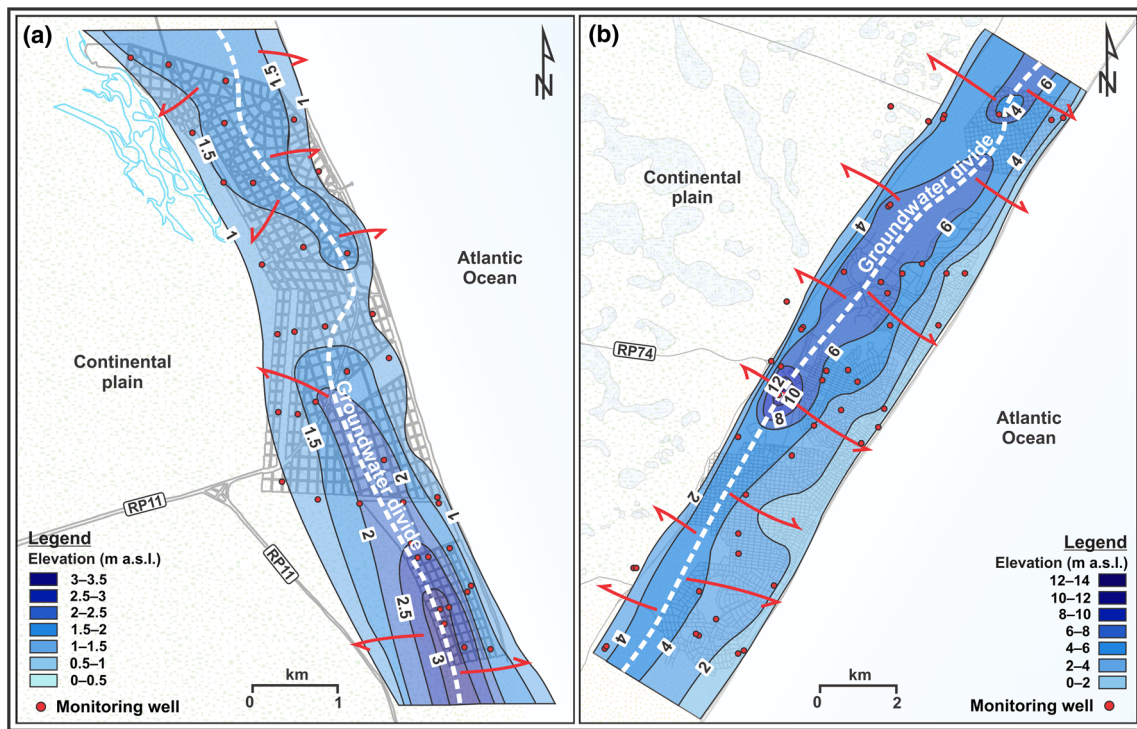 (a)
N
1.5
1
1.5
1
Atlantic
Ocean
Continental
plain
Groundwater divide
1.5
2
1
2
2.5
3
RP11
RP11
Legend
Elevation (m a.s.l.)
3–3.5
2.5–3
2–2.5
1.5–2
1–1.5
0.5–1
0–0.5
Monitoring well
km
0 1
(b)
N
6
4
4
Continental
plain
Groundwater divide
4
6
RP74
6
12
10
8
Atlantic
Ocean
2
4
4
2
Legend
Elevation (m a.s.l.)
12–14
10–12
8–10
6–8
4–6
2–4
0–2
Monitoring well
km
0 2